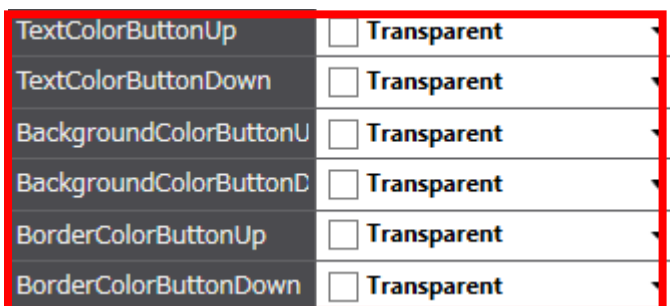 TextColorButtonUp Transparent
TextColorButtonDown Transparent
BackgroundColorButtonU Transparent
BackgroundColorButtonD Transparent
BorderColorButtonUp Transparent
BorderColorButtonDown Transparent